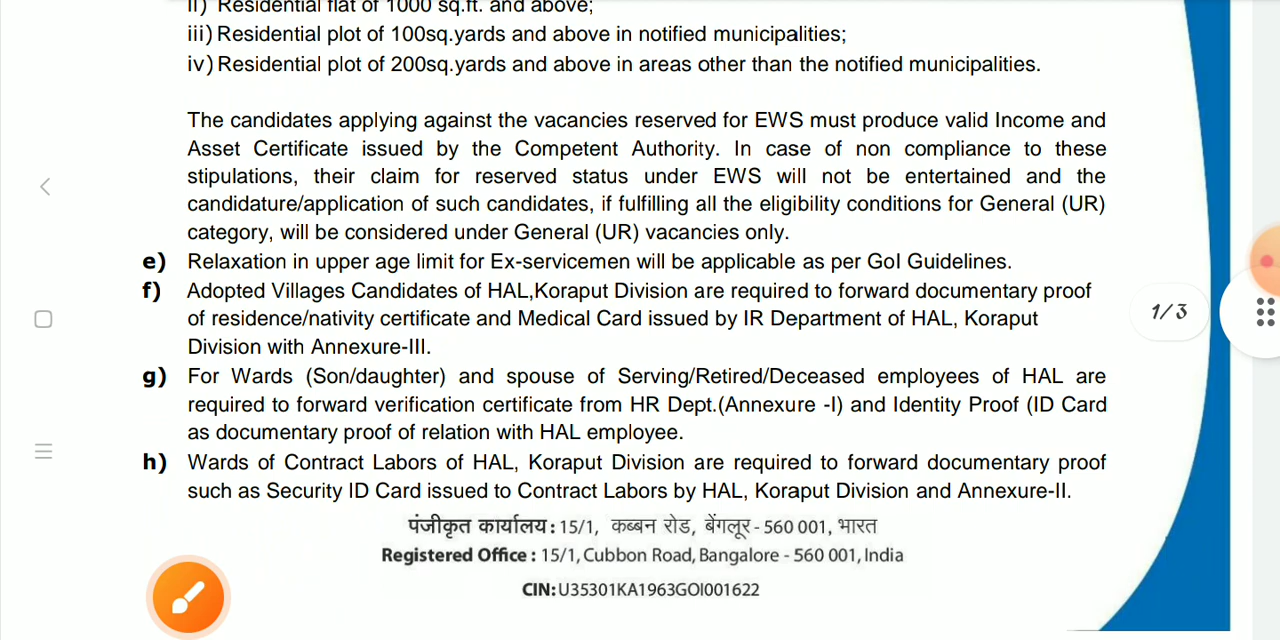 ii) Residential flat of 1000 sq.ft. and above;
iii) Residential plot of 100sq.yards and above in notified municipalities;
iv) Residential plot of 200sq.yards and above in areas other than the notified municipalities.
The candidates applying against the vacancies reserved for EWS must produce valid Income and
Asset Certificate issued by the Competent Authority. In case of non compliance to these
stipulations, their claim for reserved status under EWS will not be entertained and the
candidature/application of such candidates, if fulfilling all the eligibility conditions for General (UR)
category, will be considered under General (UR) vacancies only.
e) Relaxation in upper age limit for Ex-servicemen will be applicable as per GoI Guidelines.
f) Adopted Villages Candidates of HAL,Koraput Division are required to forward documentary proof
of residence/nativity certificate and Medical Card issued by IR Department of HAL, Koraput
Division with Annexure-III.
1/3
g) For Wards (Son/daughter) and spouse of Serving/Retired/Deceased employees of HAL are
required to forward verification certificate from HR Dept.(Annexure -I) and Identity Proof (ID Card
as documentary proof of relation with HAL employee.
h) Wards of Contract Labors of HAL, Koraput Division are required to forward documentary proof
such as Security ID Card issued to Contract Labors by HAL, Koraput Division and Annexure-II.
पंजीकृत कार्यालय: 15/1, कब्बन रोड, बेंगलूर - 560 001, भारत
Registered Office : 15/1, Cubbon Road, Bangalore - 560 001, India
CIN: U35301KA1963GOI001622